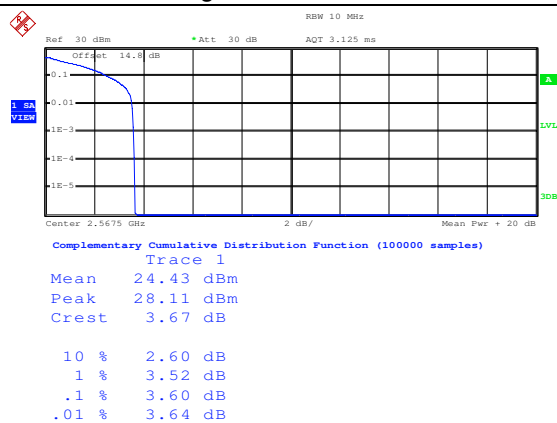 RBW 10 MHz
Ref 30 dBm *Att 30 dB AQT 3.125 ms
Offset 14.8 dB
0.1
A
0.01
1 SA
VIEW
1E-3
LVL
1E-4
1E-5
3DB
Center 2.5675 GHz 2 dB/ Mean Pwr + 20 dB
Complementary Cumulative Distribution Function (100000 samples)
Trace 1
Mean 24.43 dBm
Peak 28.11 dBm
Crest 3.67 dB
10 % 2.60 dB
1 % 3.52 dB
.1 % 3.60 dB
.01 % 3.64 dB